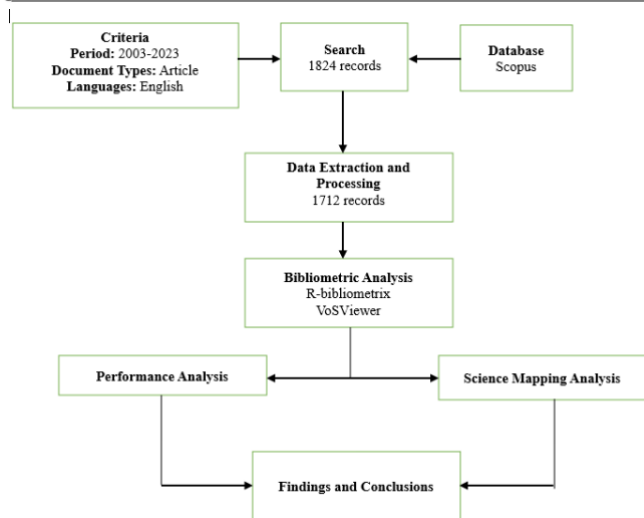 Criteria
Period: 2003-2023
Document Types: Article
Languages: English
Search
1824 records
Database
Scopus
Data Extraction and
Processing
1712 records
Bibliometric Analysis
R-bibliometrix
VoSViewer
Performance Analysis
Science Mapping Analysis
Findings and Conclusions